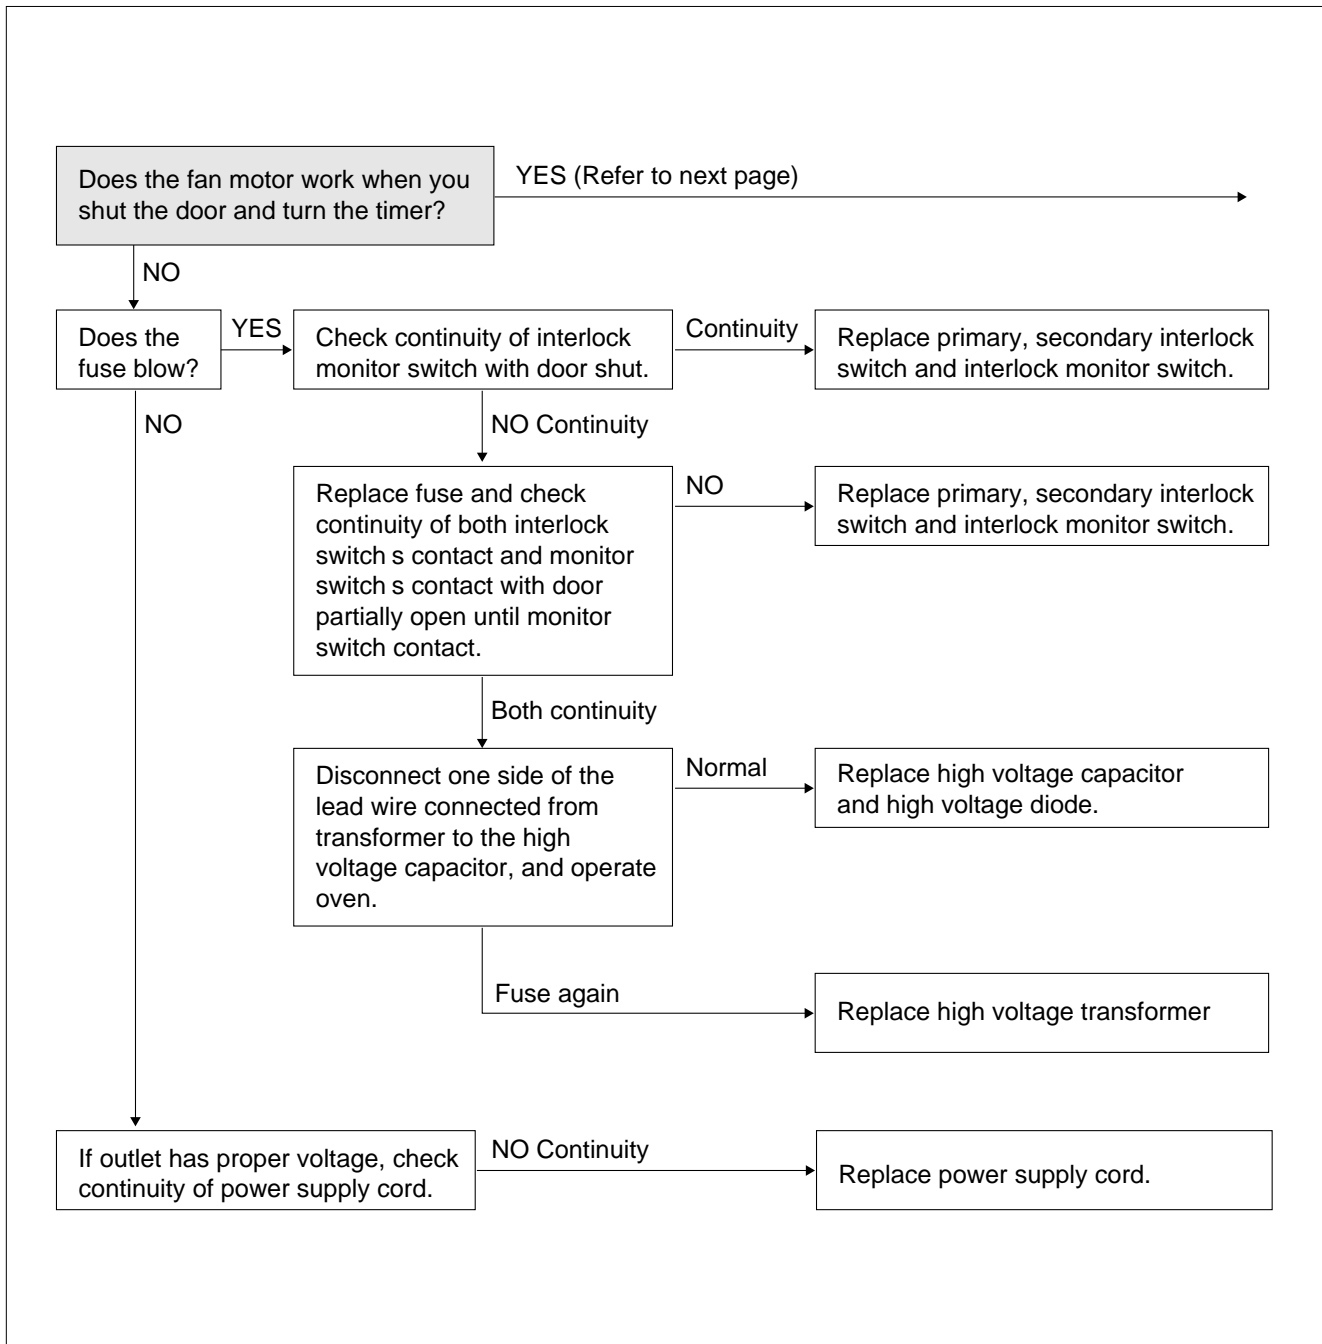 Does the fan motor work when you
shut the door and turn the timer?
YES (Refer to next page)
NO
Does the
fuse blow?
YES
Check continuity of interlock
monitor switch with door shut.
Continuity
Replace primary, secondary interlock
switch and interlock monitor switch.
NO
NO Continuity
Replace fuse and check
continuity of both interlock
switch s contact and monitor
switch s contact with door
partially open until monitor
switch contact.
NO
Replace primary, secondary interlock
switch and interlock monitor switch.
Both continuity
Disconnect one side of the
lead wire connected from
transformer to the high
voltage capacitor, and operate
oven.
Normal
Replace high voltage capacitor
and high voltage diode.
Fuse again
Replace high voltage transformer
If outlet has proper voltage, check
continuity of power supply cord.
NO Continuity
Replace power supply cord.